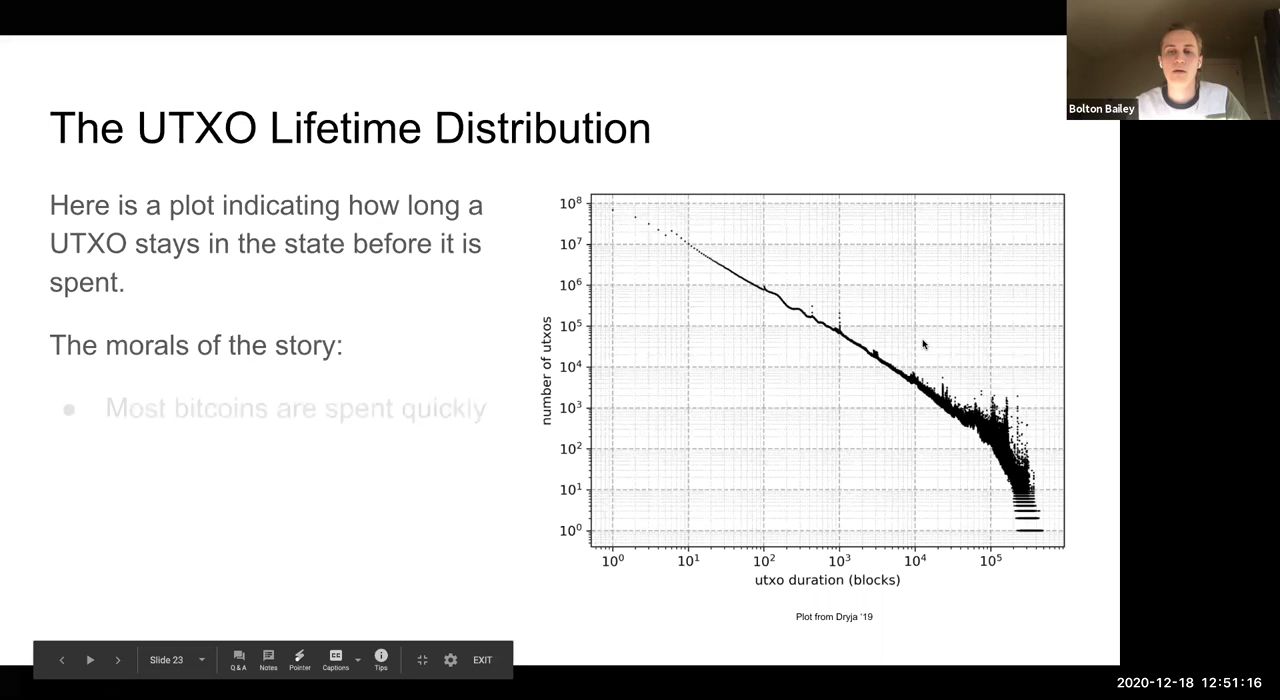 Bolton Bailey
The UTXO Lifetime Distribution
Here is a plot indicating how long a
UTXO stays in the state before it is
spent.
The morals of the story:
● Most bitcoins are spent quickly
10⁸
10⁷
10⁶
10⁵
10⁴
10³
10²
10¹
10⁰
number of utxos
10⁰ 10¹ 10² 10³ 10⁴ 10⁵
utxo duration (blocks)
Plot from Dryja '19
Slide 23
Q & A Notes Pointer Captions Tips EXIT
CC
2020-12-18 12:51:16